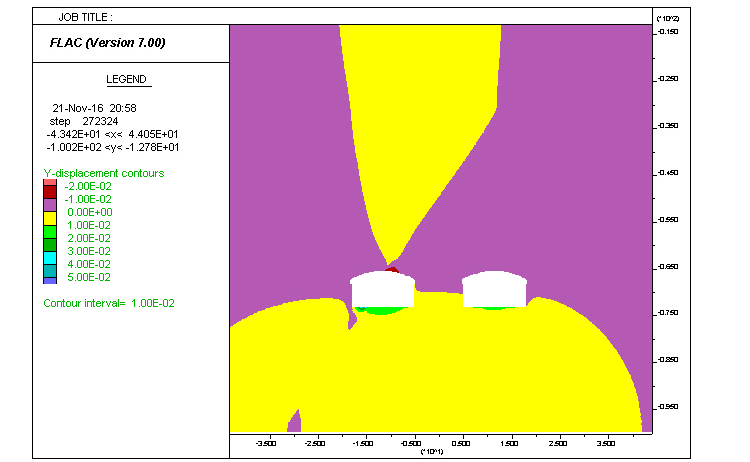 JOB TITLE :
FLAC (Version 7.00)
LEGEND
21-Nov-16 20:58
step 272324
-4.342E+01 <x< 4.405E+01
-1.002E+02 <y< -1.278E+01
Y-displacement contours
-2.00E-02
-1.00E-02
0.00E+00
1.00E-02
2.00E-02
3.00E-02
4.00E-02
5.00E-02
Contour interval= 1.00E-02
(*10^2)
-0.150
-0.250
-0.350
-0.450
-0.550
-0.650
-0.750
-0.850
-0.950
-3.500 -2.500 -1.500 -0.500 0.500 1.500 2.500 3.500
(*10^1)